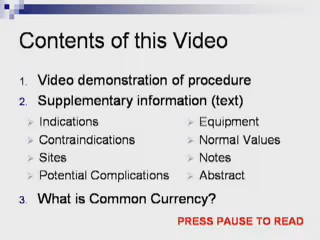 Contents of this Video
1. Video demonstration of procedure
2. Supplementary information (text)
Indications
Contraindications
Sites
Potential Complications
Equipment
Normal Values
Notes
Abstract
3. What is Common Currency?
PRESS PAUSE TO READ